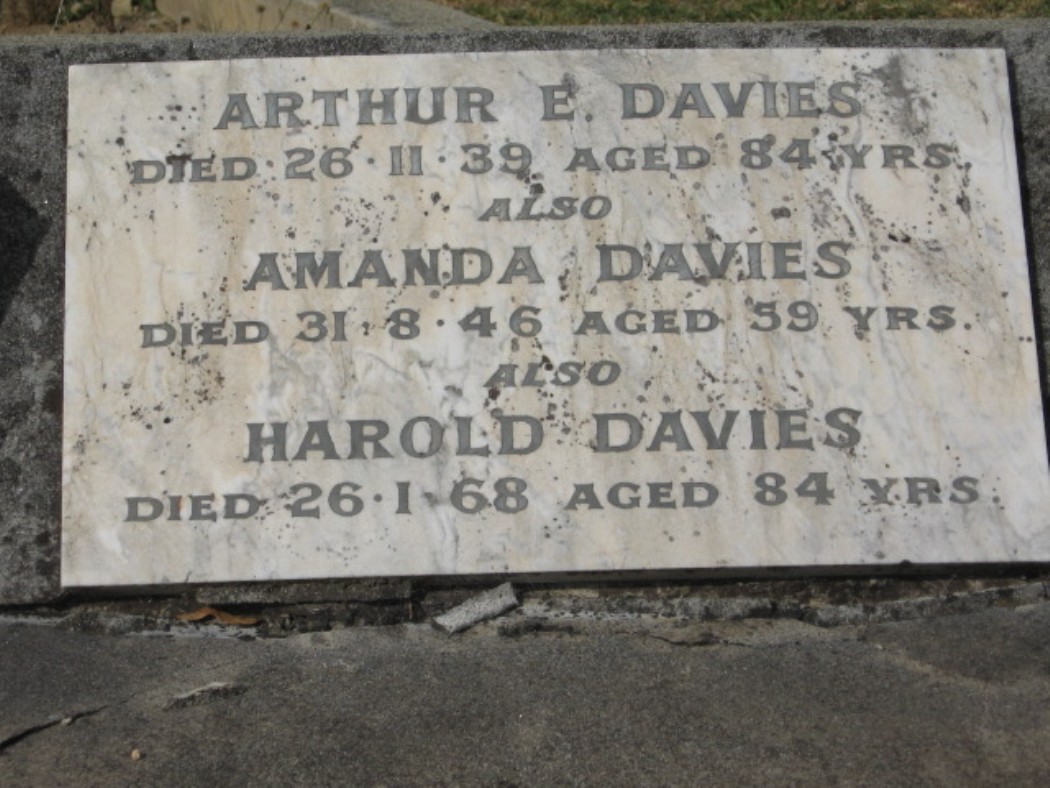 ARTHUR E. DAVIES
DIED 26·11·39 AGED 84 YRS.
ALSO
AMANDA DAVIES
DIED 31·8·46 AGED 59 YRS.
ALSO
HAROLD DAVIES
DIED 26·1·68 AGED 84 YRS.